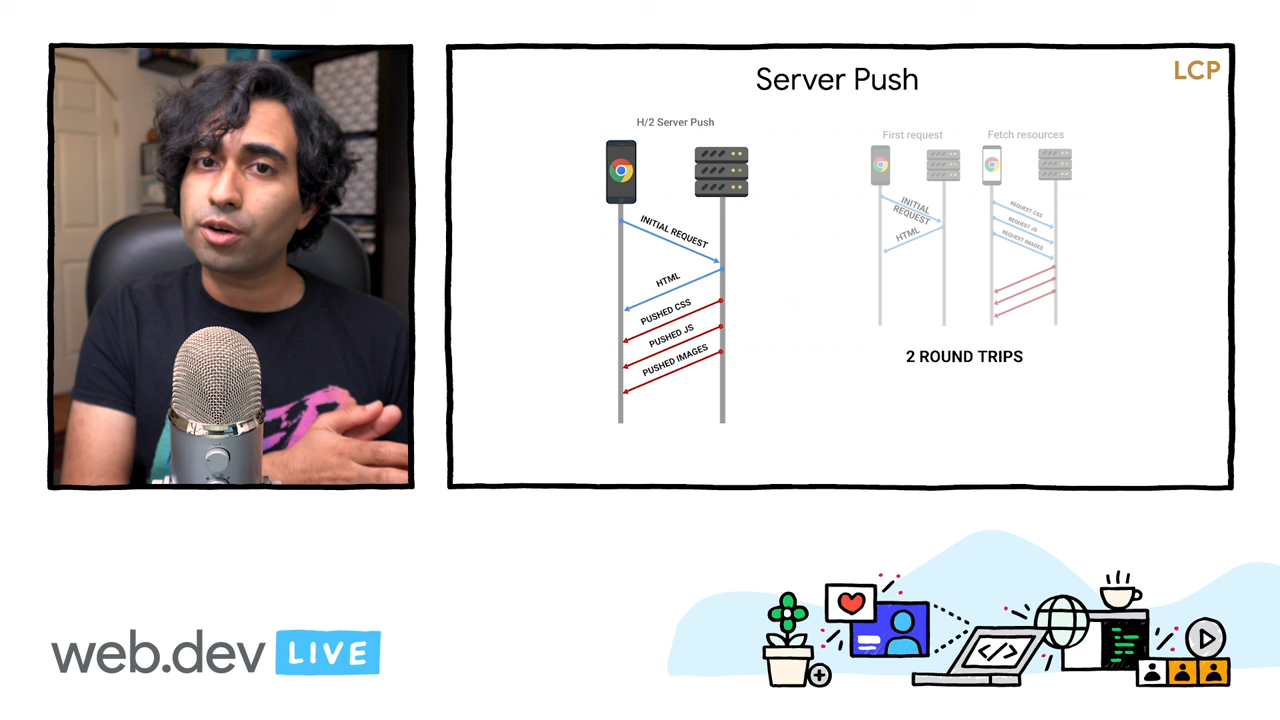 Server Push
LCP
H/2 Server Push
INITIAL REQUEST
HTML
PUSHED CSS
PUSHED JS
PUSHED IMAGES
First request
INITIAL
REQUEST
HTML
Fetch resources
REQUEST CSS
REQUEST JS
REQUEST IMAGES
2 ROUND TRIPS
web.dev LIVE